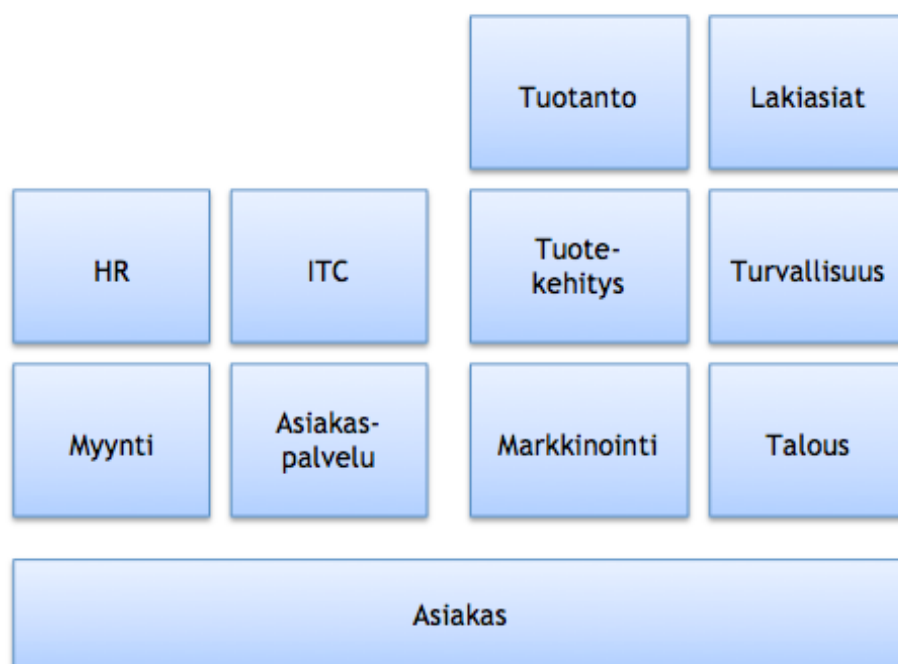 Tuotanto
Lakiasiat
HR
ITC
Tuote-
kehitys
Turvallisuus
Myynti
Asiakas-
palvelu
Markkinointi
Talous
Asiakas